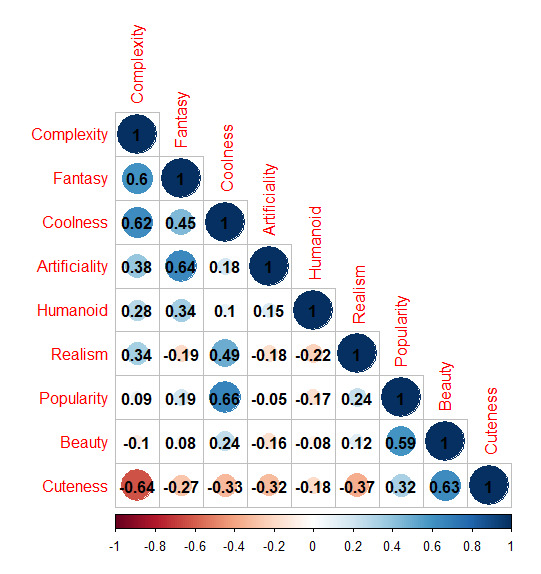 Complexity
Fantasy
Coolness
Artificiality
Humanoid
Realism
Popularity
Beauty
Cuteness
Complexity 1
Fantasy 0.6 1
Coolness 0.62 0.45 1
Artificiality 0.38 0.64 0.18 1
Humanoid 0.28 0.34 0.1 0.15 1
Realism 0.34 -0.19 0.49 -0.18 -0.22 1
Popularity 0.09 0.19 0.66 -0.05 -0.17 0.24 1
Beauty -0.1 0.08 0.24 -0.16 -0.08 0.12 0.59 1
Cuteness -0.64 -0.27 -0.33 -0.32 -0.18 -0.37 0.32 0.63 1
-1 -0.8 -0.6 -0.4 -0.2 0 0.2 0.4 0.6 0.8 1